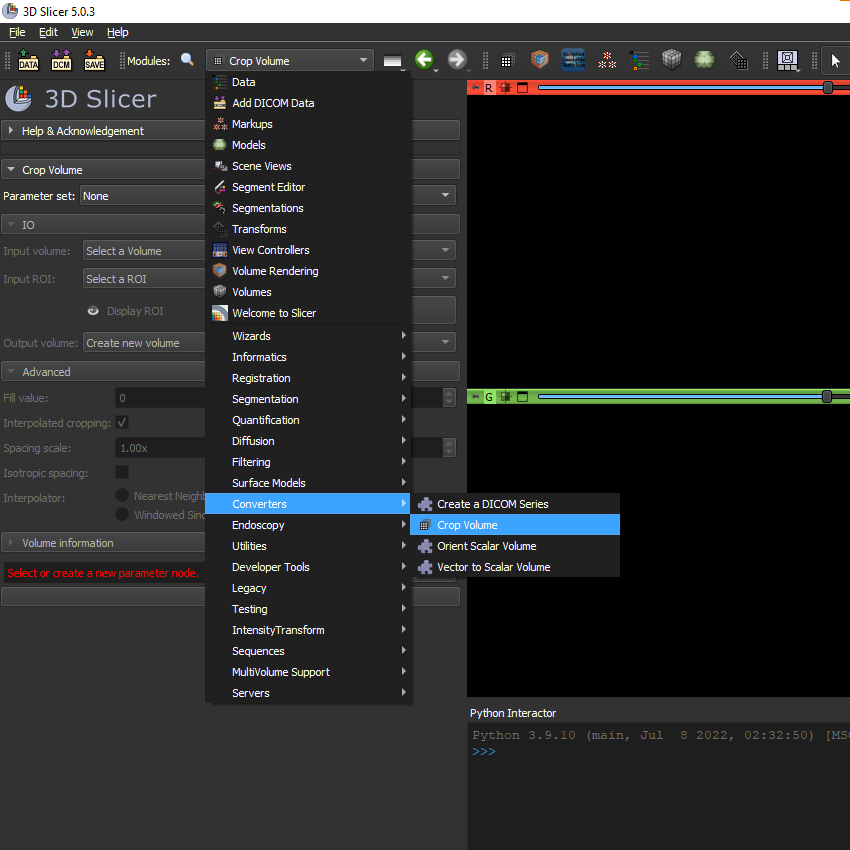 3D Slicer 5.0.3
File Edit View Help
DATA DCM SAVE Modules: Crop Volume
3D Slicer
Help & Acknowledgement
Crop Volume
Parameter set: None
IO
Input volume: Select a Volume
Input ROI: Select a ROI
Display ROI
Output volume: Create new volume
Advanced
Fill value: 0
Interpolated cropping:
Spacing scale: 1.00x
Isotropic spacing:
Interpolator: Nearest Neighb
Windowed Sinc
Volume information
Select or create a new parameter node.
Data
Add DICOM Data
Markups
Models
Scene Views
Segment Editor
Segmentations
Transforms
View Controllers
Volume Rendering
Volumes
Welcome to Slicer
Wizards
Informatics
Registration
Segmentation
Quantification
Diffusion
Filtering
Surface Models
Converters
Endoscopy
Utilities
Developer Tools
Legacy
Testing
IntensityTransform
Sequences
MultiVolume Support
Servers
Create a DICOM Series
Crop Volume
Orient Scalar Volume
Vector to Scalar Volume
R
G
Python Interactor
Python 3.9.10 (main, Jul  8 2022, 02:32:50) [MS
>>>